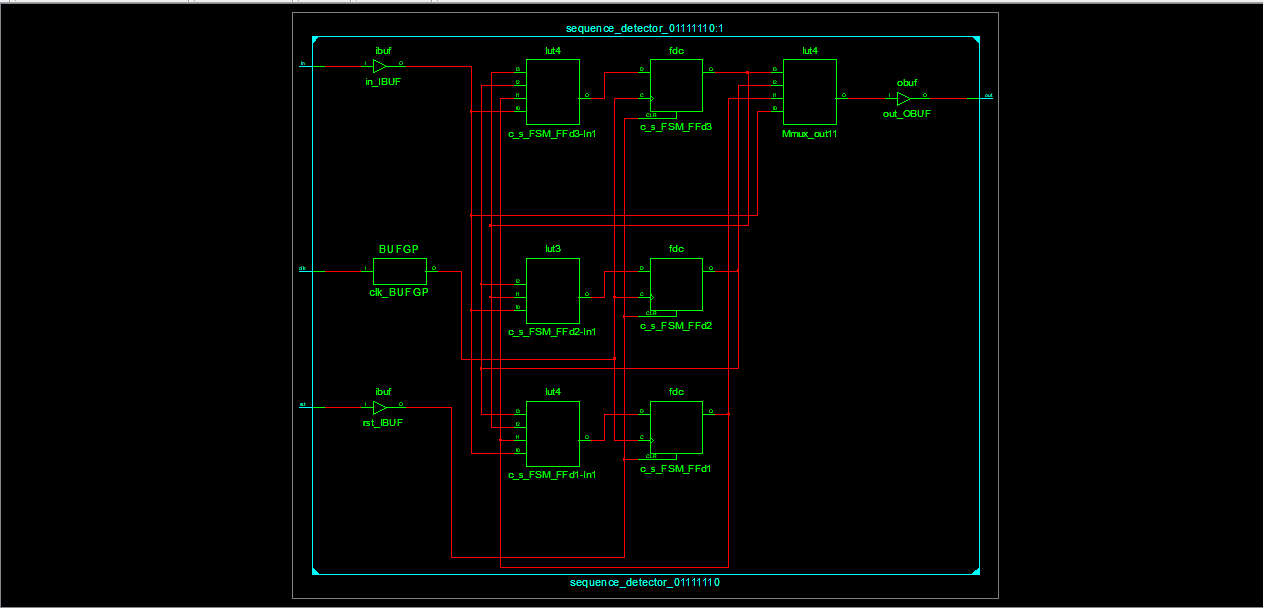 sequence_detector_01111110:1
ibuf
in_IBUF
lut4
c_s_FSM_FFd3-In1
fdc
c_s_FSM_FFd3
lut4
Mmux_out11
obuf
out_OBUF
in
out
BUFGP
clk_BUFGP
clk
lut3
c_s_FSM_FFd2-In1
fdc
c_s_FSM_FFd2
ibuf
rst_IBUF
rst
lut4
c_s_FSM_FFd1-In1
fdc
c_s_FSM_FFd1
sequence_detector_01111110